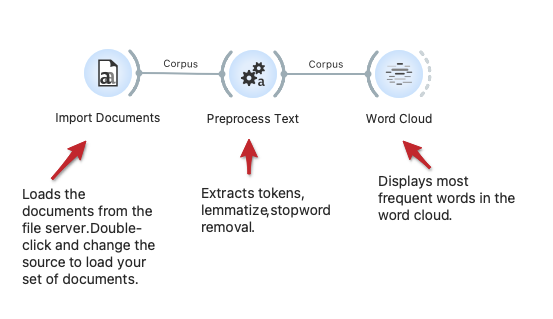 Corpus
Corpus
Import Documents
Preprocess Text
Word Cloud
Loads the
documents from the
file server.Double-
click and change the
source to load your
set of documents.
Extracts tokens,
lemmatize,stopword
removal.
Displays most
frequent words in the
word cloud.